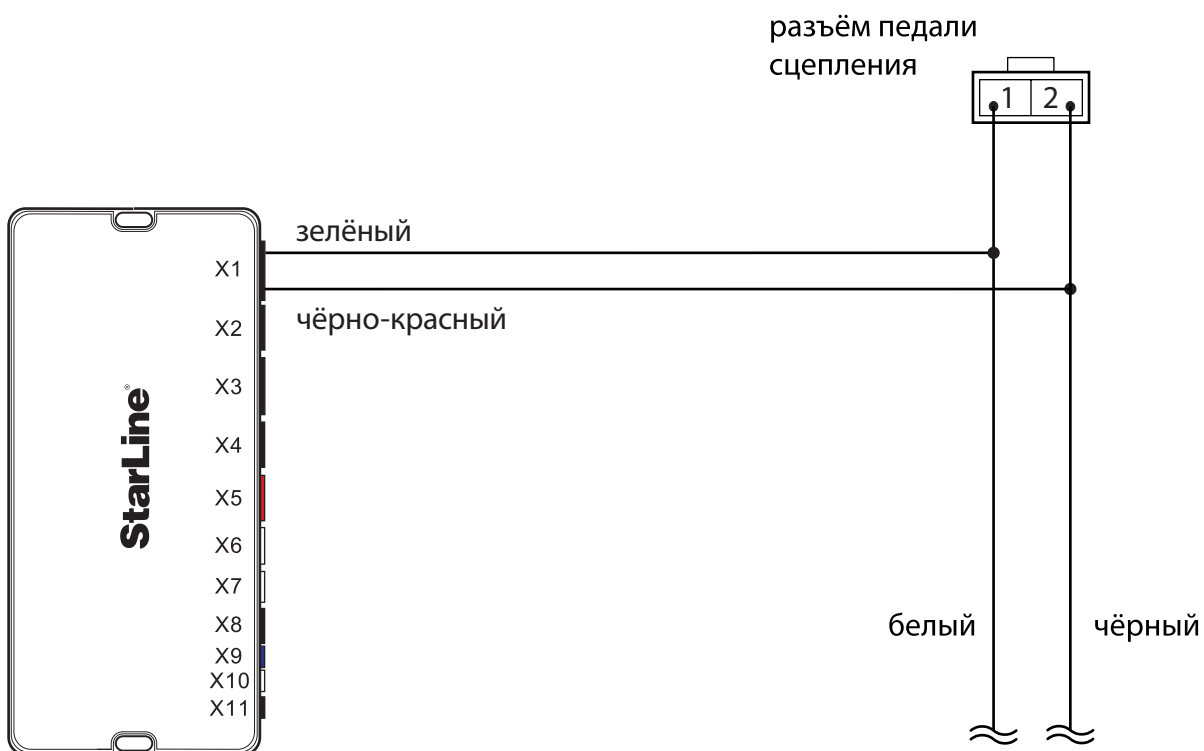 разъём педали
сцепления
1 2
зелёный
чёрно-красный
X1
X2
X3
X4
X5
X6
X7
X8
X9
X10
X11
StarLine®
белый
чёрный